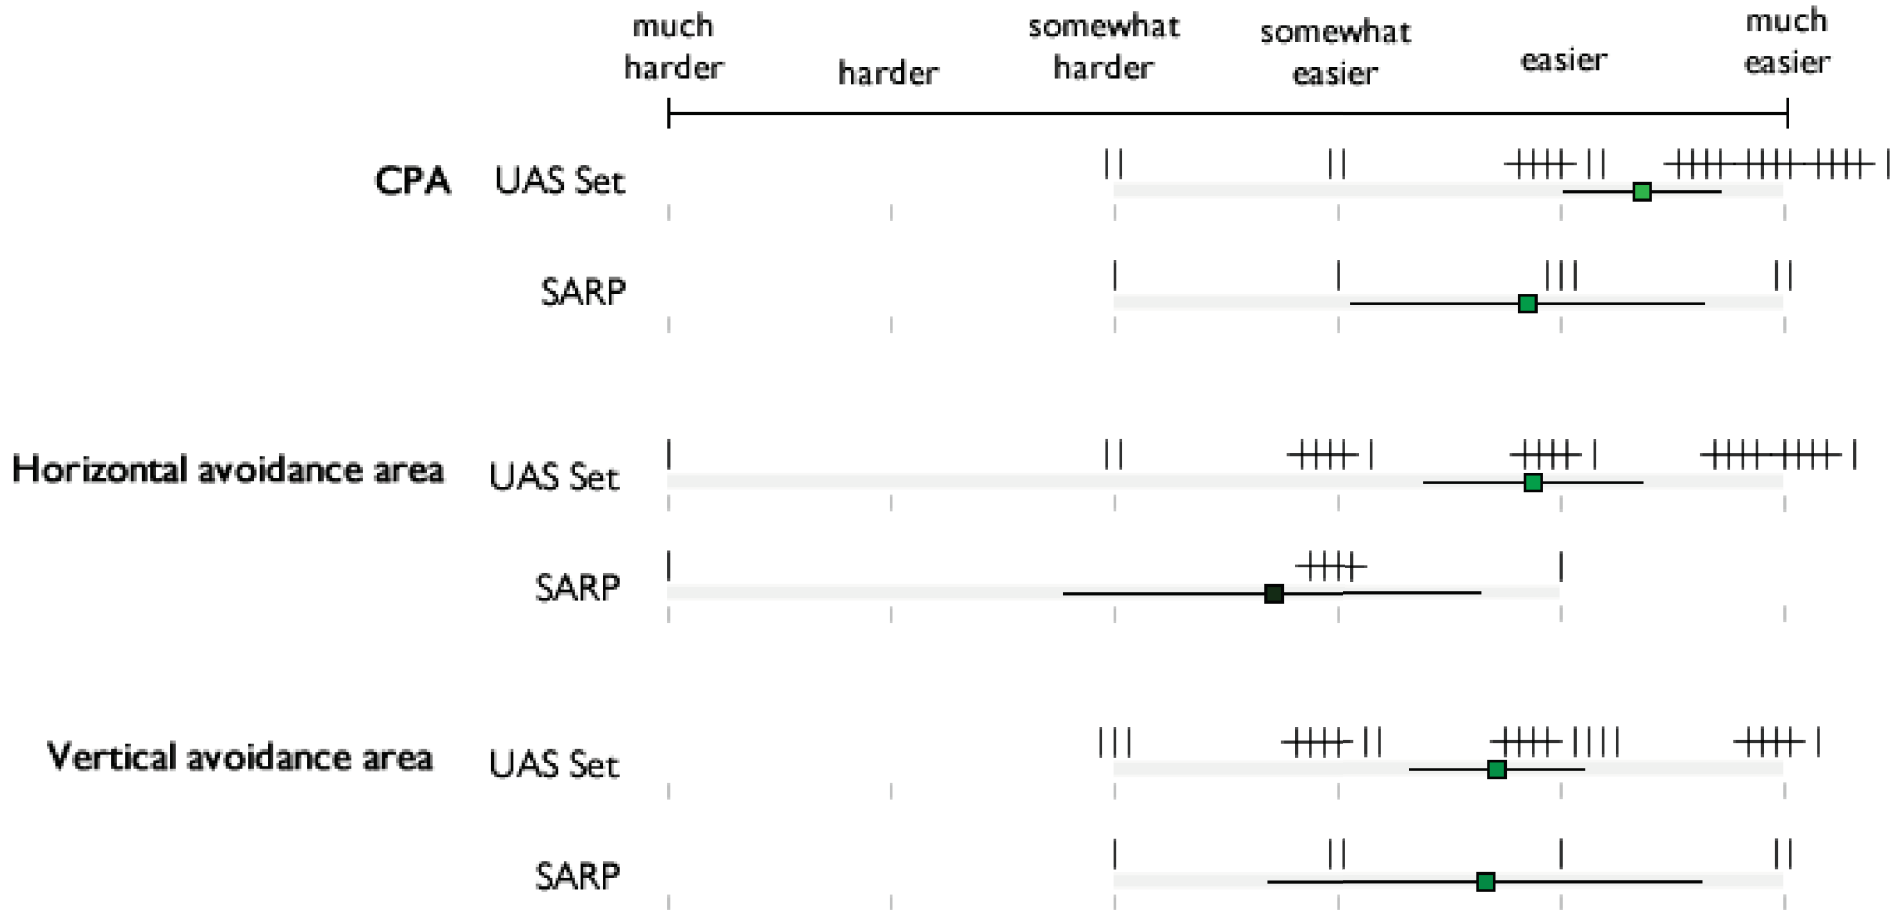 much
harder
harder
somewhat
harder
somewhat
easier
easier
much
easier
CPA UAS Set
SARP
Horizontal avoidance area UAS Set
SARP
Vertical avoidance area UAS Set
SARP